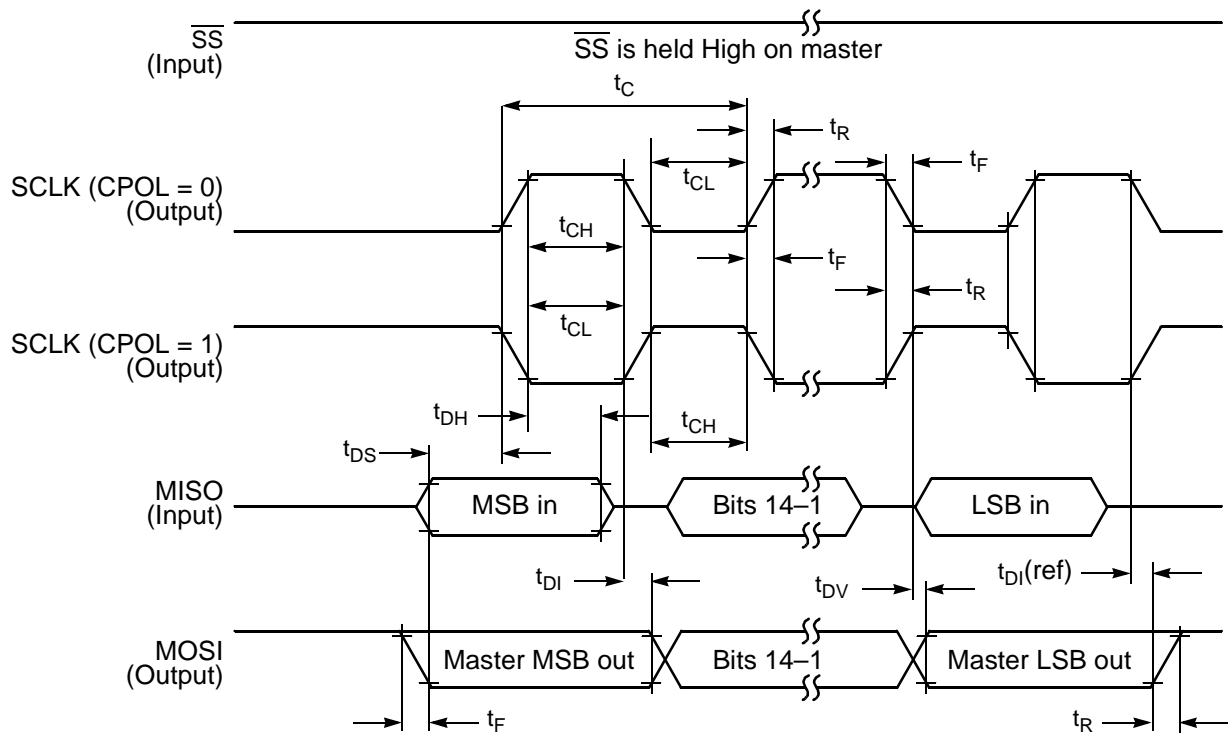 SS
(Input)
SS is held High on master
tC
tR
tF
SCLK (CPOL = 0)
(Output)
tCL
tCH
tF
tR
tCL
SCLK (CPOL = 1)
(Output)
tDH
tCH
tDS
MISO
(Input)
MSB in
Bits 14–1
LSB in
tDI
tDV
tDI(ref)
MOSI
(Output)
Master MSB out
Bits 14–1
Master LSB out
tF
tR